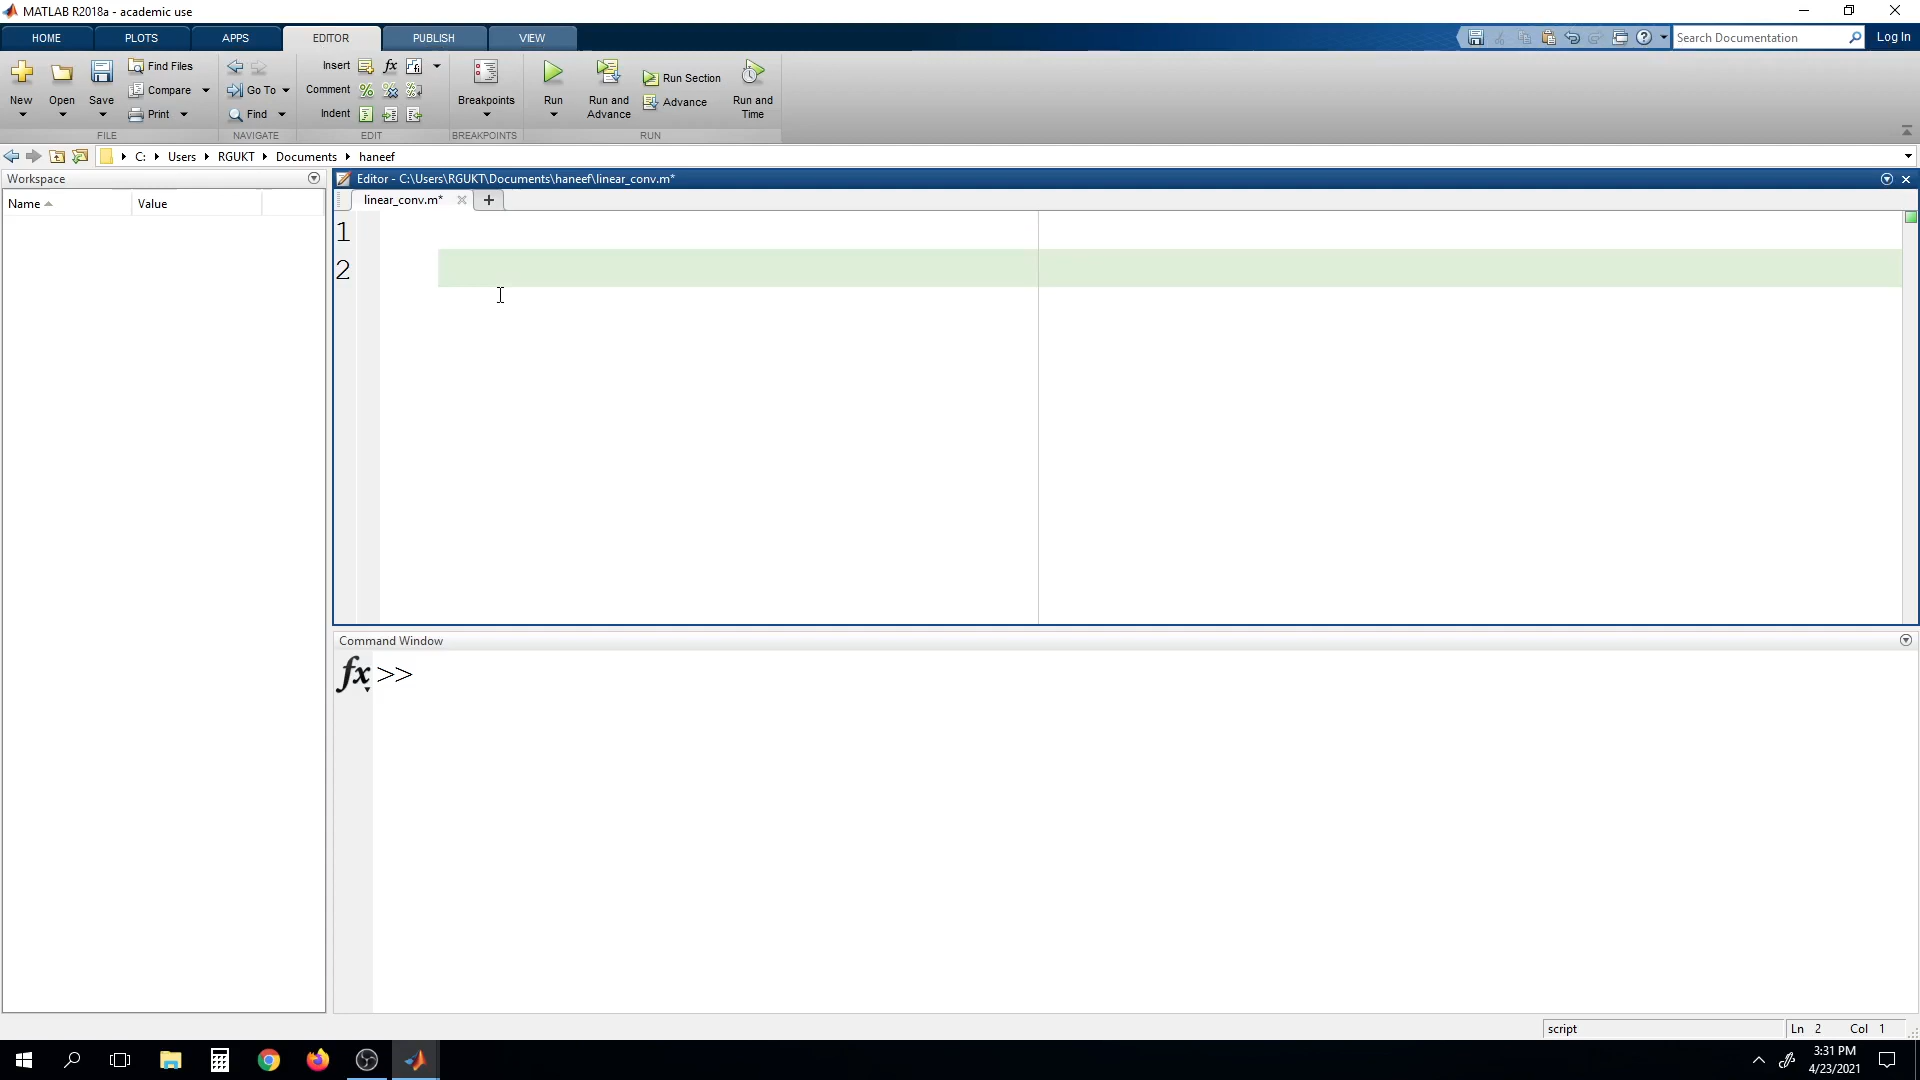 MATLAB R2018a - academic use
HOME PLOTS APPS EDITOR PUBLISH VIEW
Search Documentation Log In
New Open Save Find Files Compare Print
Go To Find
Insert fx
Comment
Indent
Breakpoints
Run Run and Advance Run Section Advance Run and Time
FILE NAVIGATE EDIT BREAKPOINTS RUN
C: Users RGUKT Documents haneef
Workspace
Name Value
Editor - C:\Users\RGUKT\Documents\haneef\linear_conv.m*
linear_conv.m*
1
2
Command Window
fx >>
script Ln 2 Col 1
3:31 PM
4/23/2021